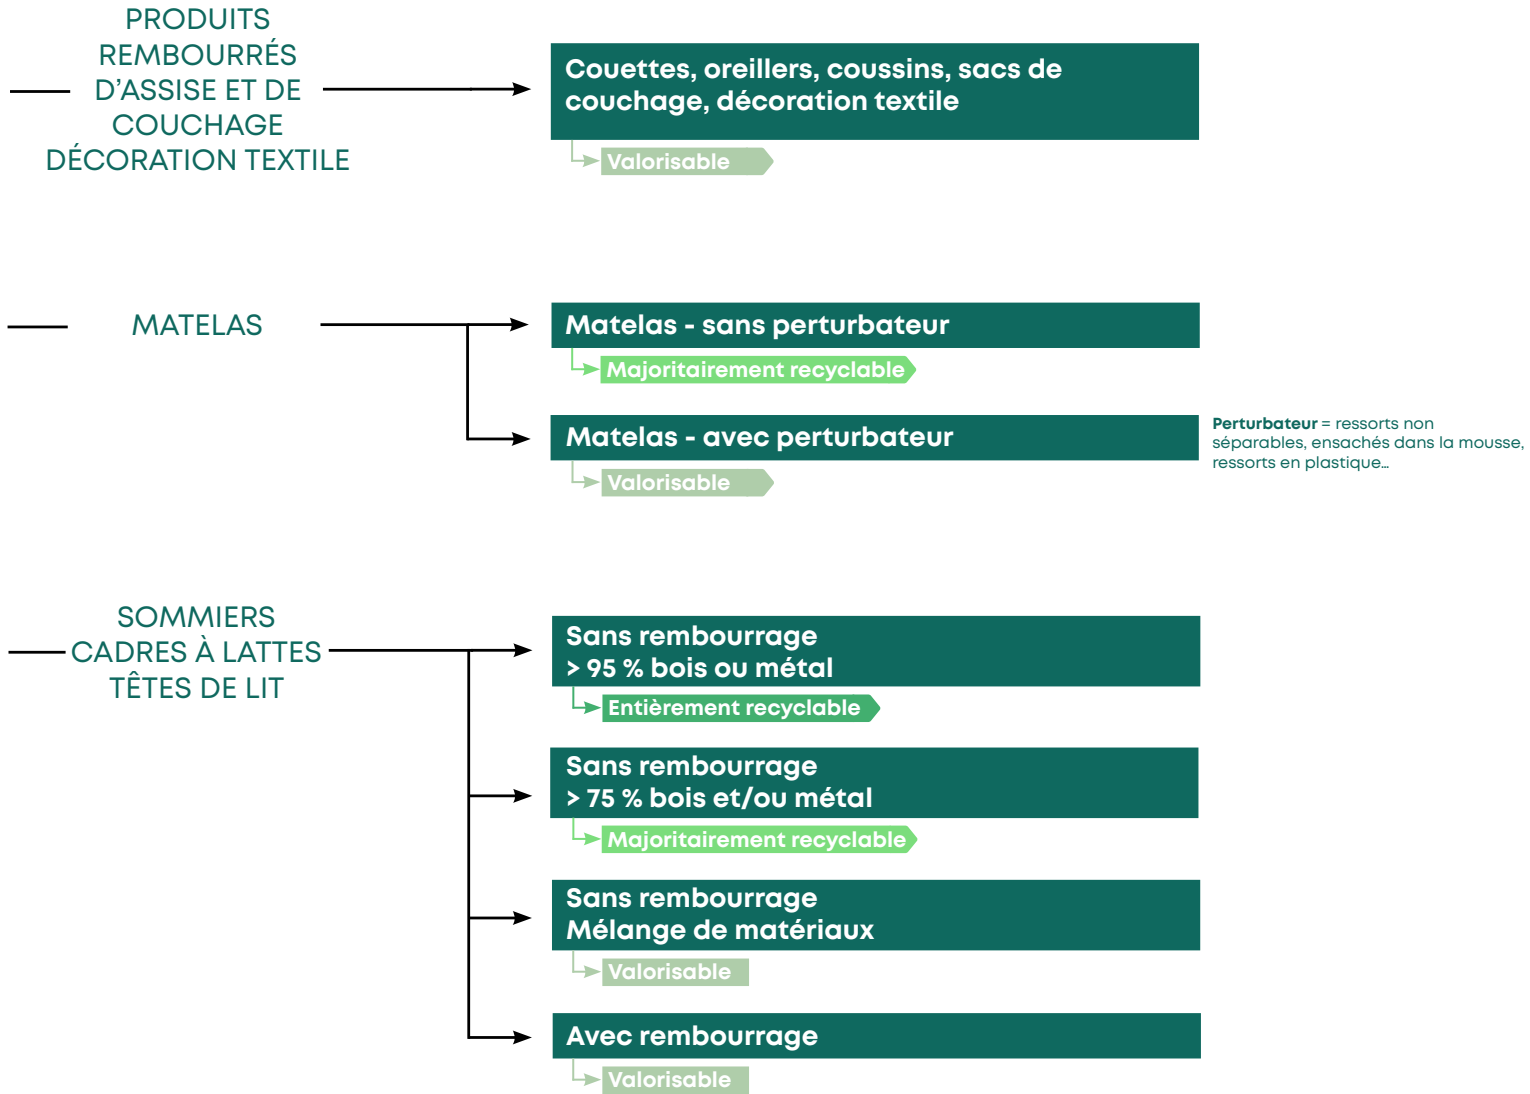 PRODUITS
REMBOURRÉS
D'ASSISE ET DE
COUCHAGE
DÉCORATION TEXTILE
Couettes, oreillers, coussins, sacs de
couchage, décoration textile
Valorisable
MATELAS
Matelas - sans perturbateur
Majoritairement recyclable
Matelas - avec perturbateur
Valorisable
Perturbateur = ressorts non
séparables, ensachés dans la mousse,
ressorts en plastique…
SOMMIERS
CADRES À LATTES
TÊTES DE LIT
Sans rembourrage
> 95 % bois ou métal
Entièrement recyclable
Sans rembourrage
> 75 % bois et/ou métal
Majoritairement recyclable
Sans rembourrage
Mélange de matériaux
Valorisable
Avec rembourrage
Valorisable